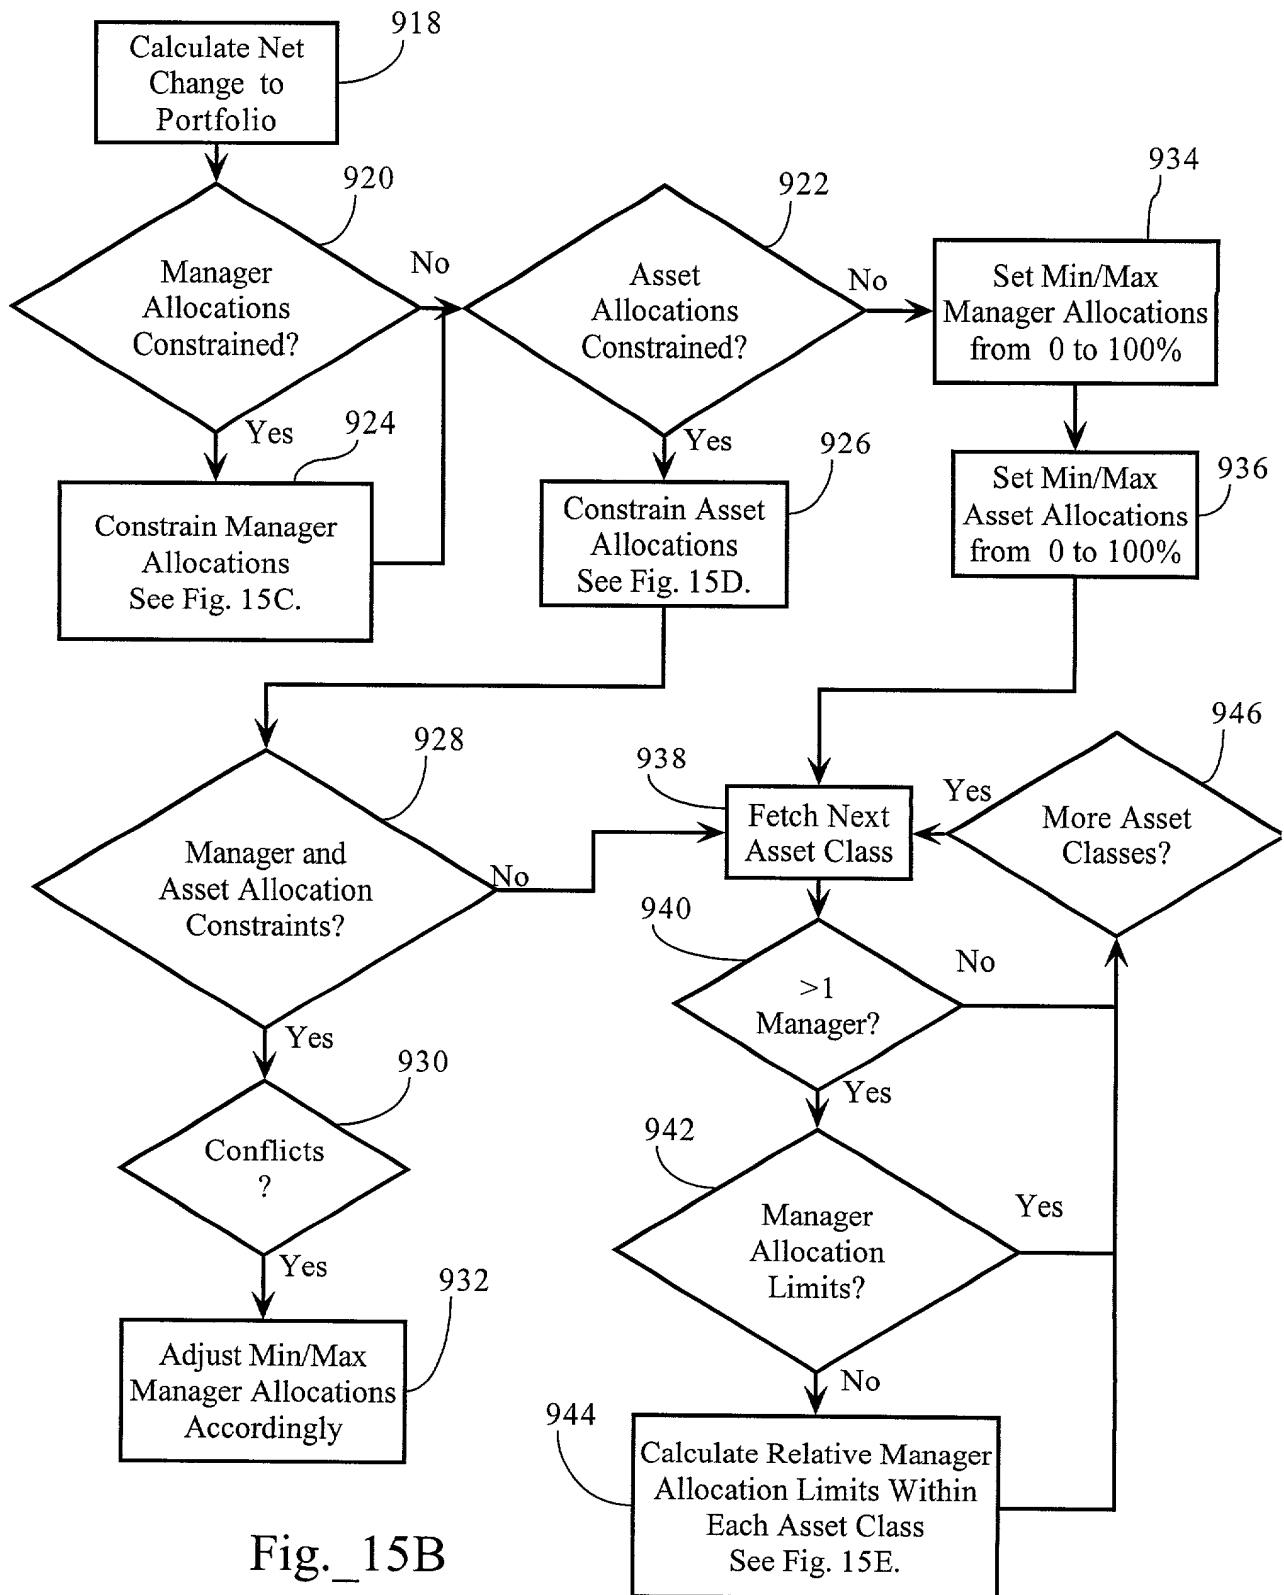 918
Calculate Net
Change to
Portfolio
920
Manager
Allocations
Constrained?
No
Yes
922
Asset
Allocations
Constrained?
No
Yes
934
Set Min/Max
Manager Allocations
from 0 to 100%
924
Constrain Manager
Allocations
See Fig. 15C.
926
Constrain Asset
Allocations
See Fig. 15D.
936
Set Min/Max
Asset Allocations
from 0 to 100%
928
Manager and
Asset Allocation
Constraints?
No
Yes
938
Fetch Next
Asset Class
946
More Asset
Classes?
Yes
940
>1
Manager?
No
Yes
930
Conflicts
?
Yes
942
Manager
Allocation
Limits?
Yes
No
932
Adjust Min/Max
Manager Allocations
Accordingly
944
Calculate Relative Manager
Allocation Limits Within
Each Asset Class
See Fig. 15E.
Fig._15B